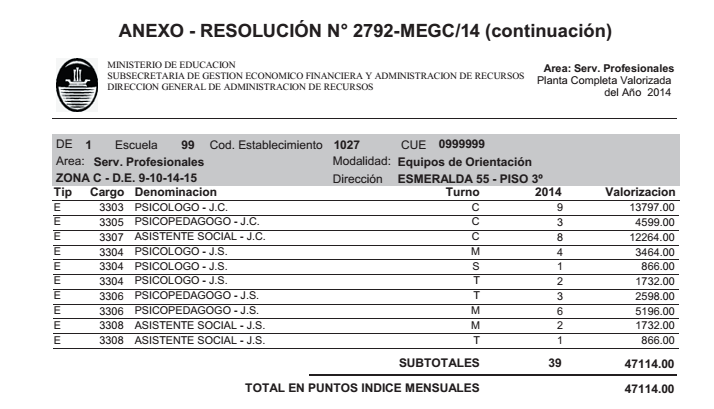 ANEXO - RESOLUCIÓN N° 2792-MEGC/14 (continuación)
MINISTERIO DE EDUCACION
SUBSECRETARIA DE GESTION ECONOMICO FINANCIERA Y ADMINISTRACION DE RECURSOS
DIRECCION GENERAL DE ADMINISTRACION DE RECURSOS
Area: Serv. Profesionales
Planta Completa Valorizada
del Año 2014
DE 1 Escuela 99 Cod. Establecimiento 1027 CUE 0999999
Area: Serv. Profesionales Modalidad: Equipos de Orientación
ZONA C - D.E. 9-10-14-15 Dirección ESMERALDA 55 - PISO 3º
Tip Cargo Denominacion Turno 2014 Valorizacion
E 3303 PSICOLOGO - J.C. C 9 13797.00
E 3305 PSICOPEDAGOGO - J.C. C 3 4599.00
E 3307 ASISTENTE SOCIAL - J.C. C 8 12264.00
E 3304 PSICOLOGO - J.S. M 4 3464.00
E 3304 PSICOLOGO - J.S. S 1 866.00
E 3304 PSICOLOGO - J.S. T 2 1732.00
E 3306 PSICOPEDAGOGO - J.S. T 3 2598.00
E 3306 PSICOPEDAGOGO - J.S. M 6 5196.00
E 3308 ASISTENTE SOCIAL - J.S. M 2 1732.00
E 3308 ASISTENTE SOCIAL - J.S. T 1 866.00
SUBTOTALES 39 47114.00
TOTAL EN PUNTOS INDICE MENSUALES 47114.00